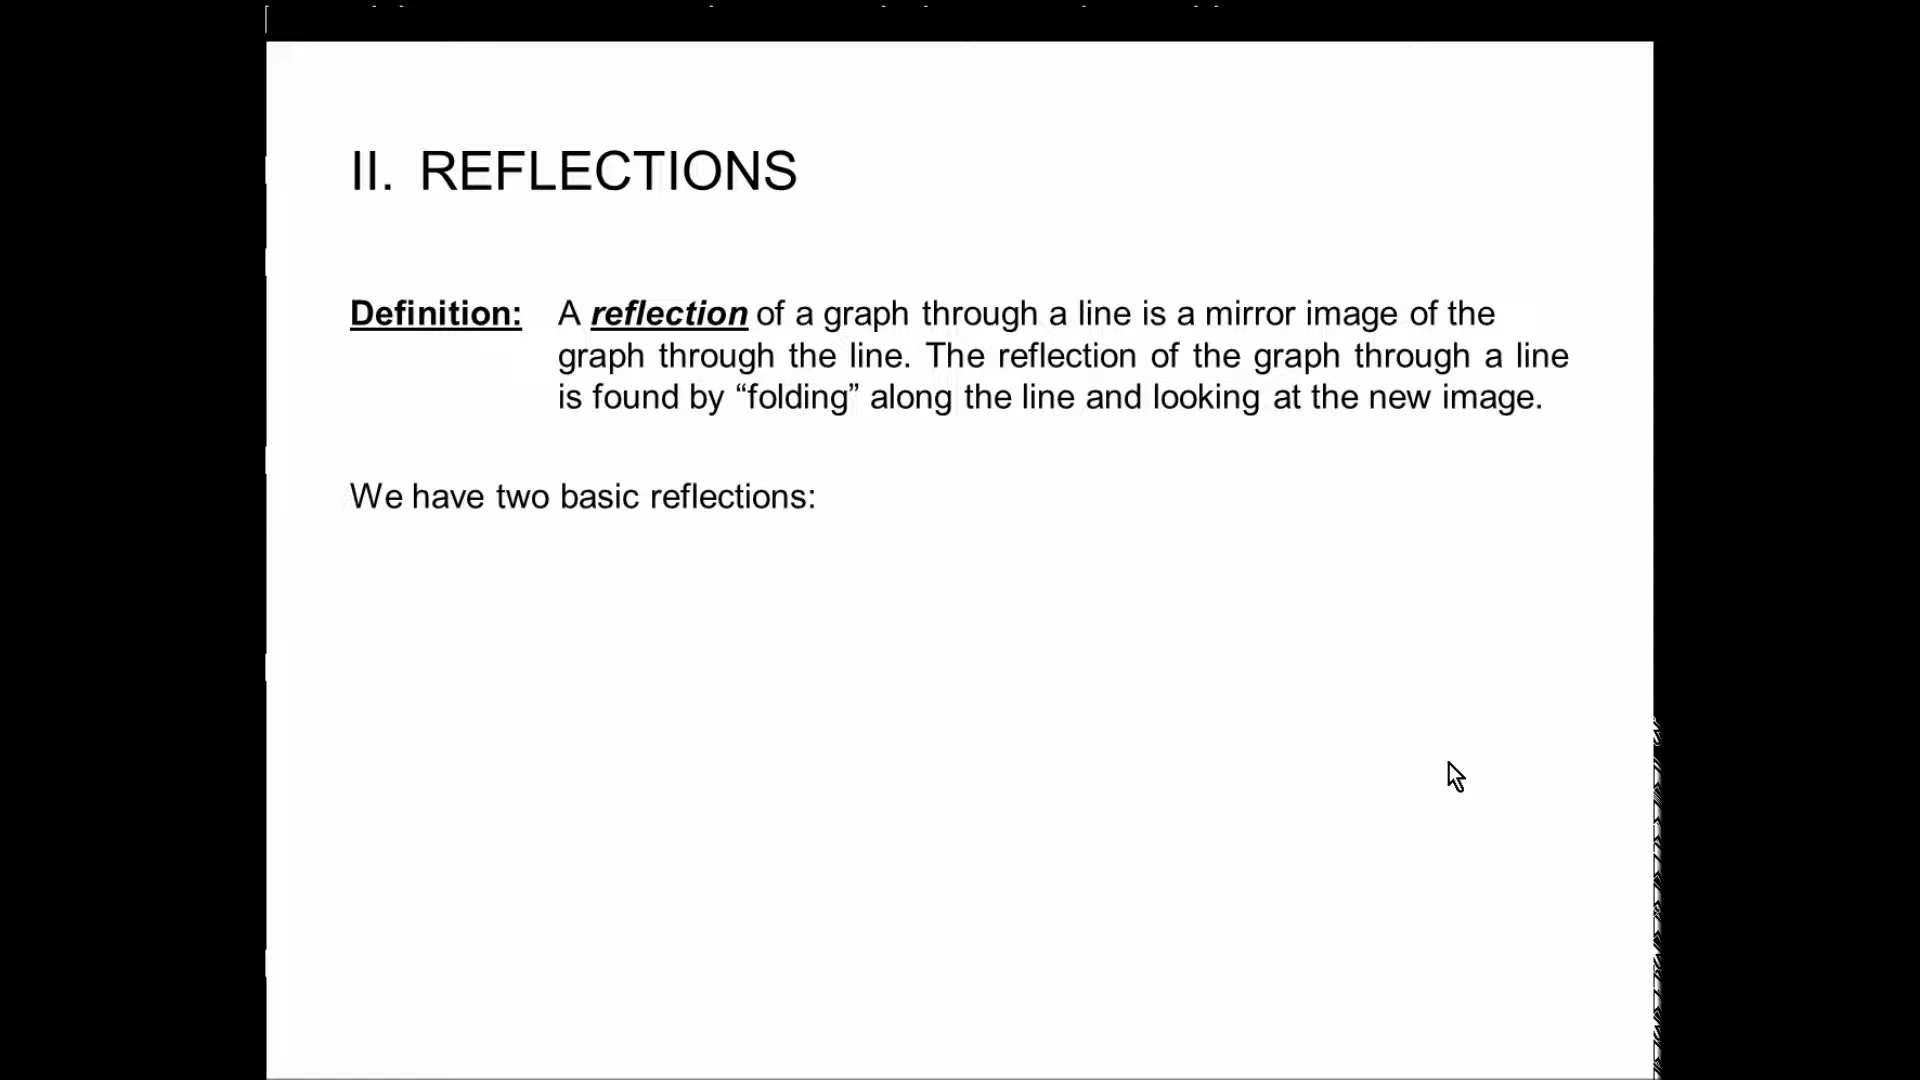 II. REFLECTIONS
Definition: A reflection of a graph through a line is a mirror image of the
graph through the line. The reflection of the graph through a line
is found by “folding” along the line and looking at the new image.
We have two basic reflections: